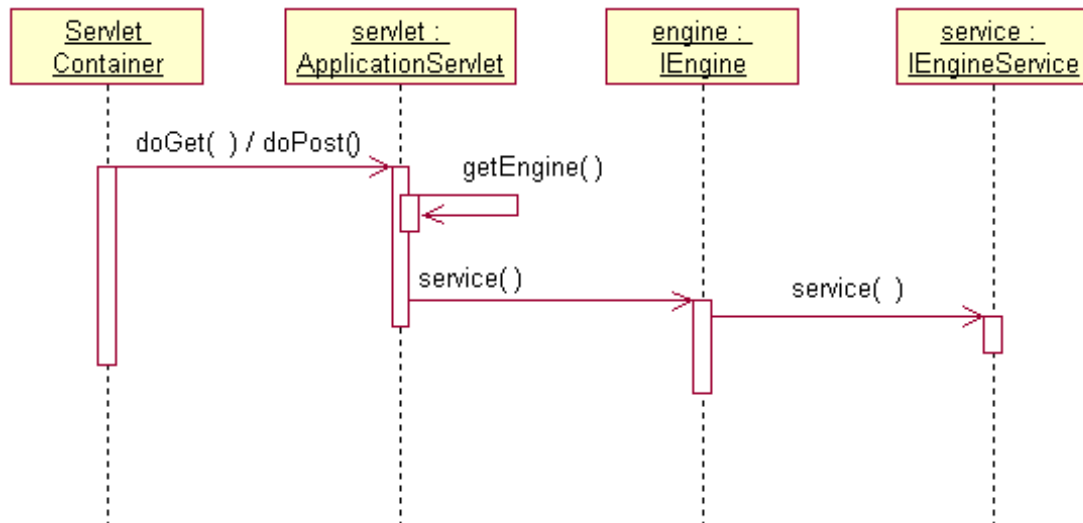 Servlet
Container
servlet :
ApplicationServlet
engine :
IEngine
service :
IEngineService
doGet( ) / doPost()
getEngine( )
service( )
service( )